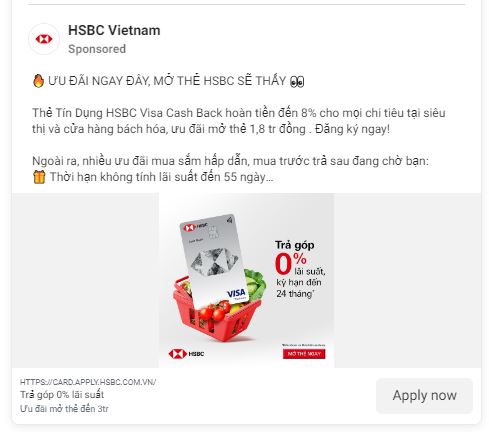 HSBC Vietnam
Sponsored
🔥 ƯU ĐÃI NGAY ĐÂY, MỞ THẺ HSBC SẼ THẤY 👀
Thẻ Tín Dụng HSBC Visa Cash Back hoàn tiền đến 8% cho mọi chi tiêu tại siêu
thị và cửa hàng bách hóa, ưu đãi mở thẻ 1,8 tr đồng . Đăng ký ngay!
Ngoài ra, nhiều ưu đãi mua sắm hấp dẫn, mua trước trả sau đang chờ bạn:
🎁 Thời hạn không tính lãi suất đến 55 ngày...
HSBC
VISA
Trả góp
0%
lãi suất,
kỳ hạn đến
24 tháng*
HSBC
MỞ THẺ NGAY
HTTPS://CARD.APPLY.HSBC.COM.VN/
Trả góp 0% lãi suất
Ưu đãi mở thẻ đến 3tr
Apply now